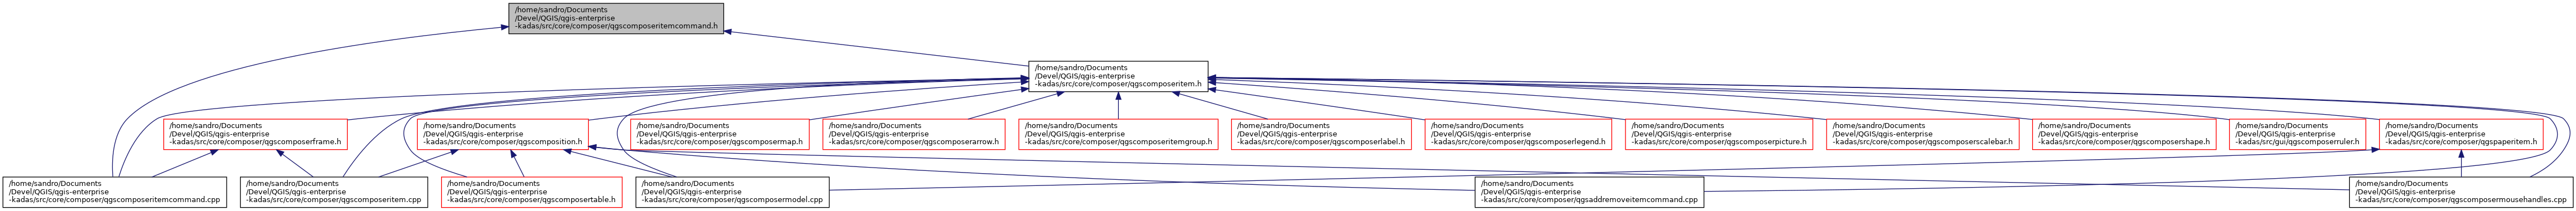 /home/sandro/Documents
/Devel/QGIS/qgis-enterprise
-kadas/src/core/composer/qgscomposeritemcommand.h
/home/sandro/Documents
/Devel/QGIS/qgis-enterprise
-kadas/src/core/composer/qgscomposeritem.h
/home/sandro/Documents
/Devel/QGIS/qgis-enterprise
-kadas/src/core/composer/qgscomposerframe.h
/home/sandro/Documents
/Devel/QGIS/qgis-enterprise
-kadas/src/core/composer/qgscomposition.h
/home/sandro/Documents
/Devel/QGIS/qgis-enterprise
-kadas/src/core/composer/qgscomposermap.h
/home/sandro/Documents
/Devel/QGIS/qgis-enterprise
-kadas/src/core/composer/qgscomposerarrow.h
/home/sandro/Documents
/Devel/QGIS/qgis-enterprise
-kadas/src/core/composer/qgscomposeritemgroup.h
/home/sandro/Documents
/Devel/QGIS/qgis-enterprise
-kadas/src/core/composer/qgscomposerlabel.h
/home/sandro/Documents
/Devel/QGIS/qgis-enterprise
-kadas/src/core/composer/qgscomposerlegend.h
/home/sandro/Documents
/Devel/QGIS/qgis-enterprise
-kadas/src/core/composer/qgscomposerpicture.h
/home/sandro/Documents
/Devel/QGIS/qgis-enterprise
-kadas/src/core/composer/qgscomposerscalebar.h
/home/sandro/Documents
/Devel/QGIS/qgis-enterprise
-kadas/src/core/composer/qgscomposershape.h
/home/sandro/Documents
/Devel/QGIS/qgis-enterprise
-kadas/src/gui/qgscomposerruler.h
/home/sandro/Documents
/Devel/QGIS/qgis-enterprise
-kadas/src/core/composer/qgspaperitem.h
/home/sandro/Documents
/Devel/QGIS/qgis-enterprise
-kadas/src/core/composer/qgscomposeritemcommand.cpp
/home/sandro/Documents
/Devel/QGIS/qgis-enterprise
-kadas/src/core/composer/qgscomposeritem.cpp
/home/sandro/Documents
/Devel/QGIS/qgis-enterprise
-kadas/src/core/composer/qgscomposertable.h
/home/sandro/Documents
/Devel/QGIS/qgis-enterprise
-kadas/src/core/composer/qgscomposermodel.cpp
/home/sandro/Documents
/Devel/QGIS/qgis-enterprise
-kadas/src/core/composer/qgsaddremoveitemcommand.cpp
/home/sandro/Documents
/Devel/QGIS/qgis-enterprise
-kadas/src/core/composer/qgscomposermousehandles.cpp